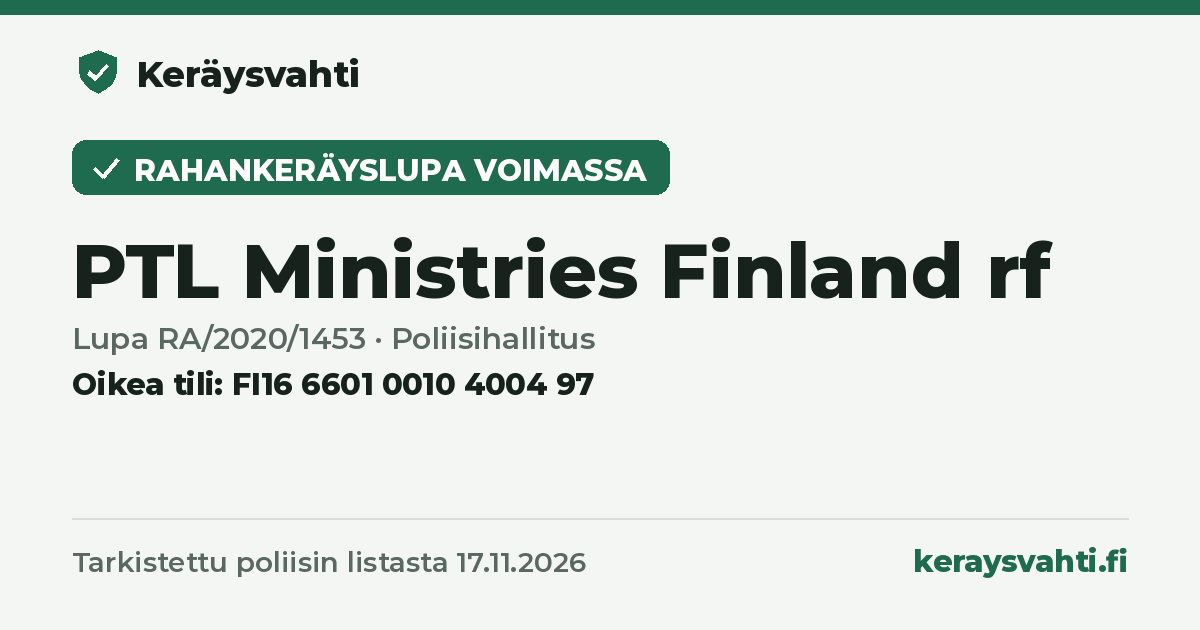 Keräysvahti
RAHANKERÄYSLUPA VOIMASSA
PTL Ministries Finland rf
Lupa RA/2020/1453 · Poliisihallitus
Oikea tili: FI16 6601 0010 4004 97
Tarkistettu poliisin listasta 17.11.2026
keraysvahti.fi